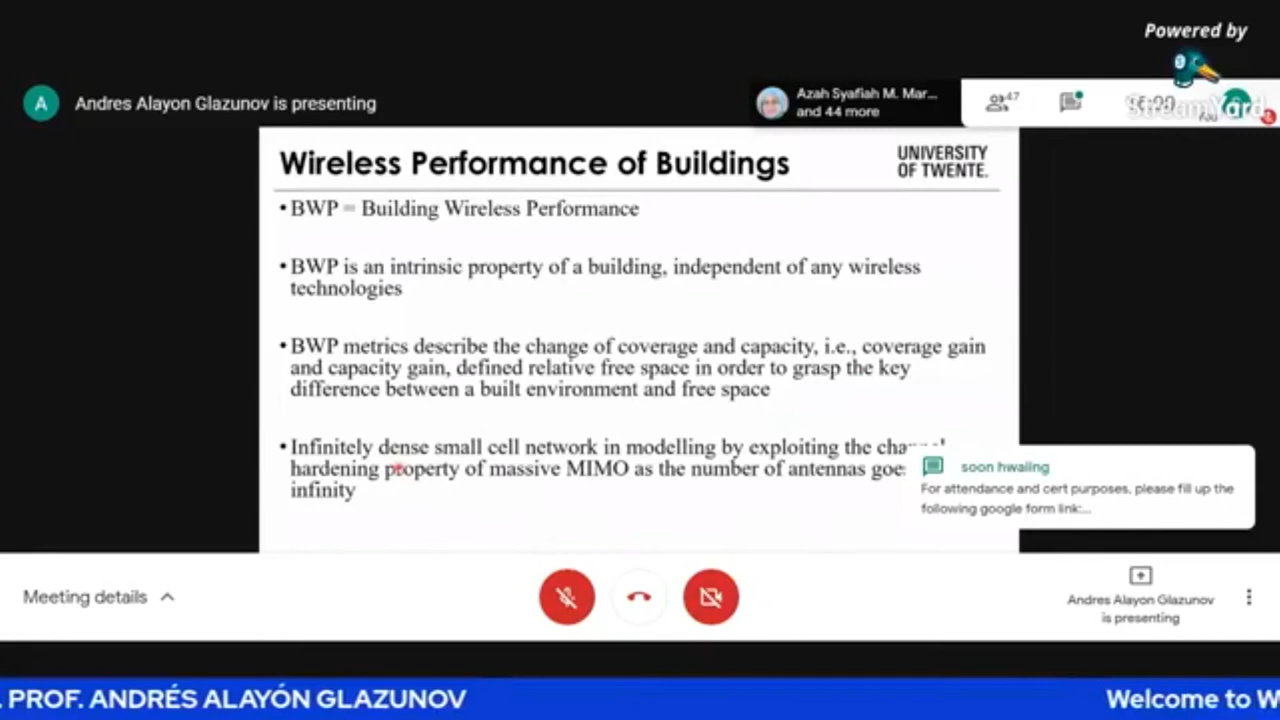 Powered by
StreamYard
A
Andres Alayon Glazunov is presenting
Azah Syafiah M. Mar...
and 44 more
47
You
Wireless Performance of Buildings
UNIVERSITY
OF TWENTE.
•BWP = Building Wireless Performance
•BWP is an intrinsic property of a building, independent of any wireless
technologies
•BWP metrics describe the change of coverage and capacity, i.e., coverage gain
and capacity gain, defined relative free space in order to grasp the key
difference between a built environment and free space
•Infinitely dense small cell network in modelling by exploiting the
hardening property of massive MIMO as the number of antennas
infinity
soon hwaiing
For attendance and cert purposes, please fill up the
following google form link:...
Meeting details
Andres Alayon Glazunov
is presenting
. PROF. ANDRÉS ALAYÓN GLAZUNOV
Welcome to W